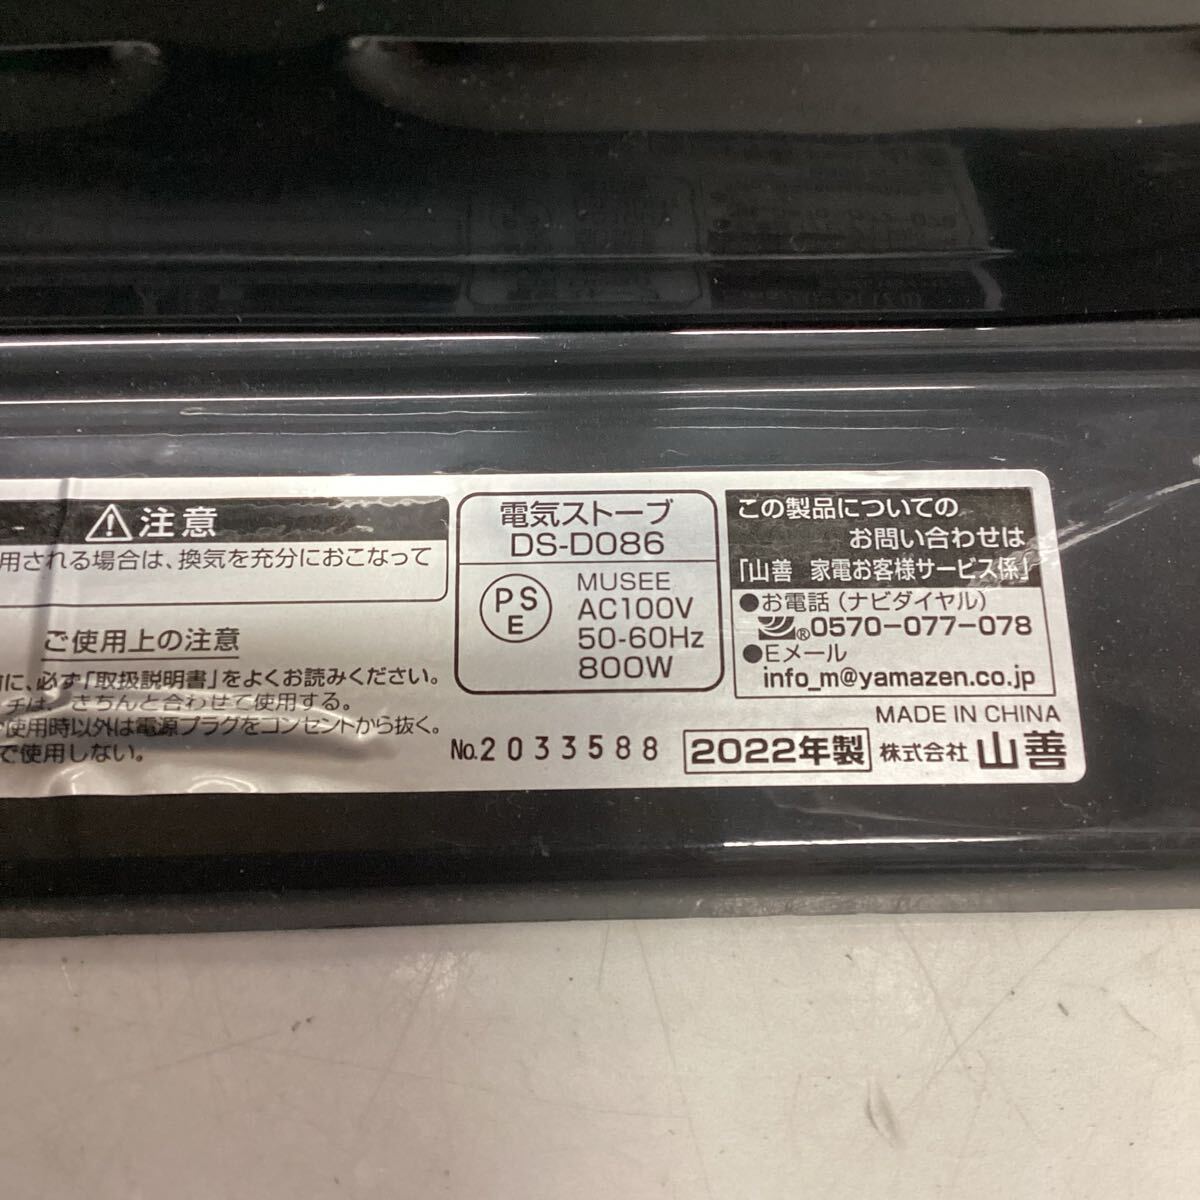 注意
用される場合は、換気を充分におこなって
ご使用上の注意
に、必ず「取扱説明書」をよくお読みください。
チは、きちんと合わせて使用する。
使用時以外は電源プラグをコンセントから抜く。
で使用しない。
電気ストーブ
DS-D086
PS
E
MUSEE
AC100V
50-60Hz
800W
No.2033588
2022年製
この製品についての
お問い合わせは
「山善 家電お客様サービス係」
●お電話（ナビダイヤル）
®0570-077-078
●Eメール
info_m@yamazen.co.jp
MADE IN CHINA
株式会社 山善